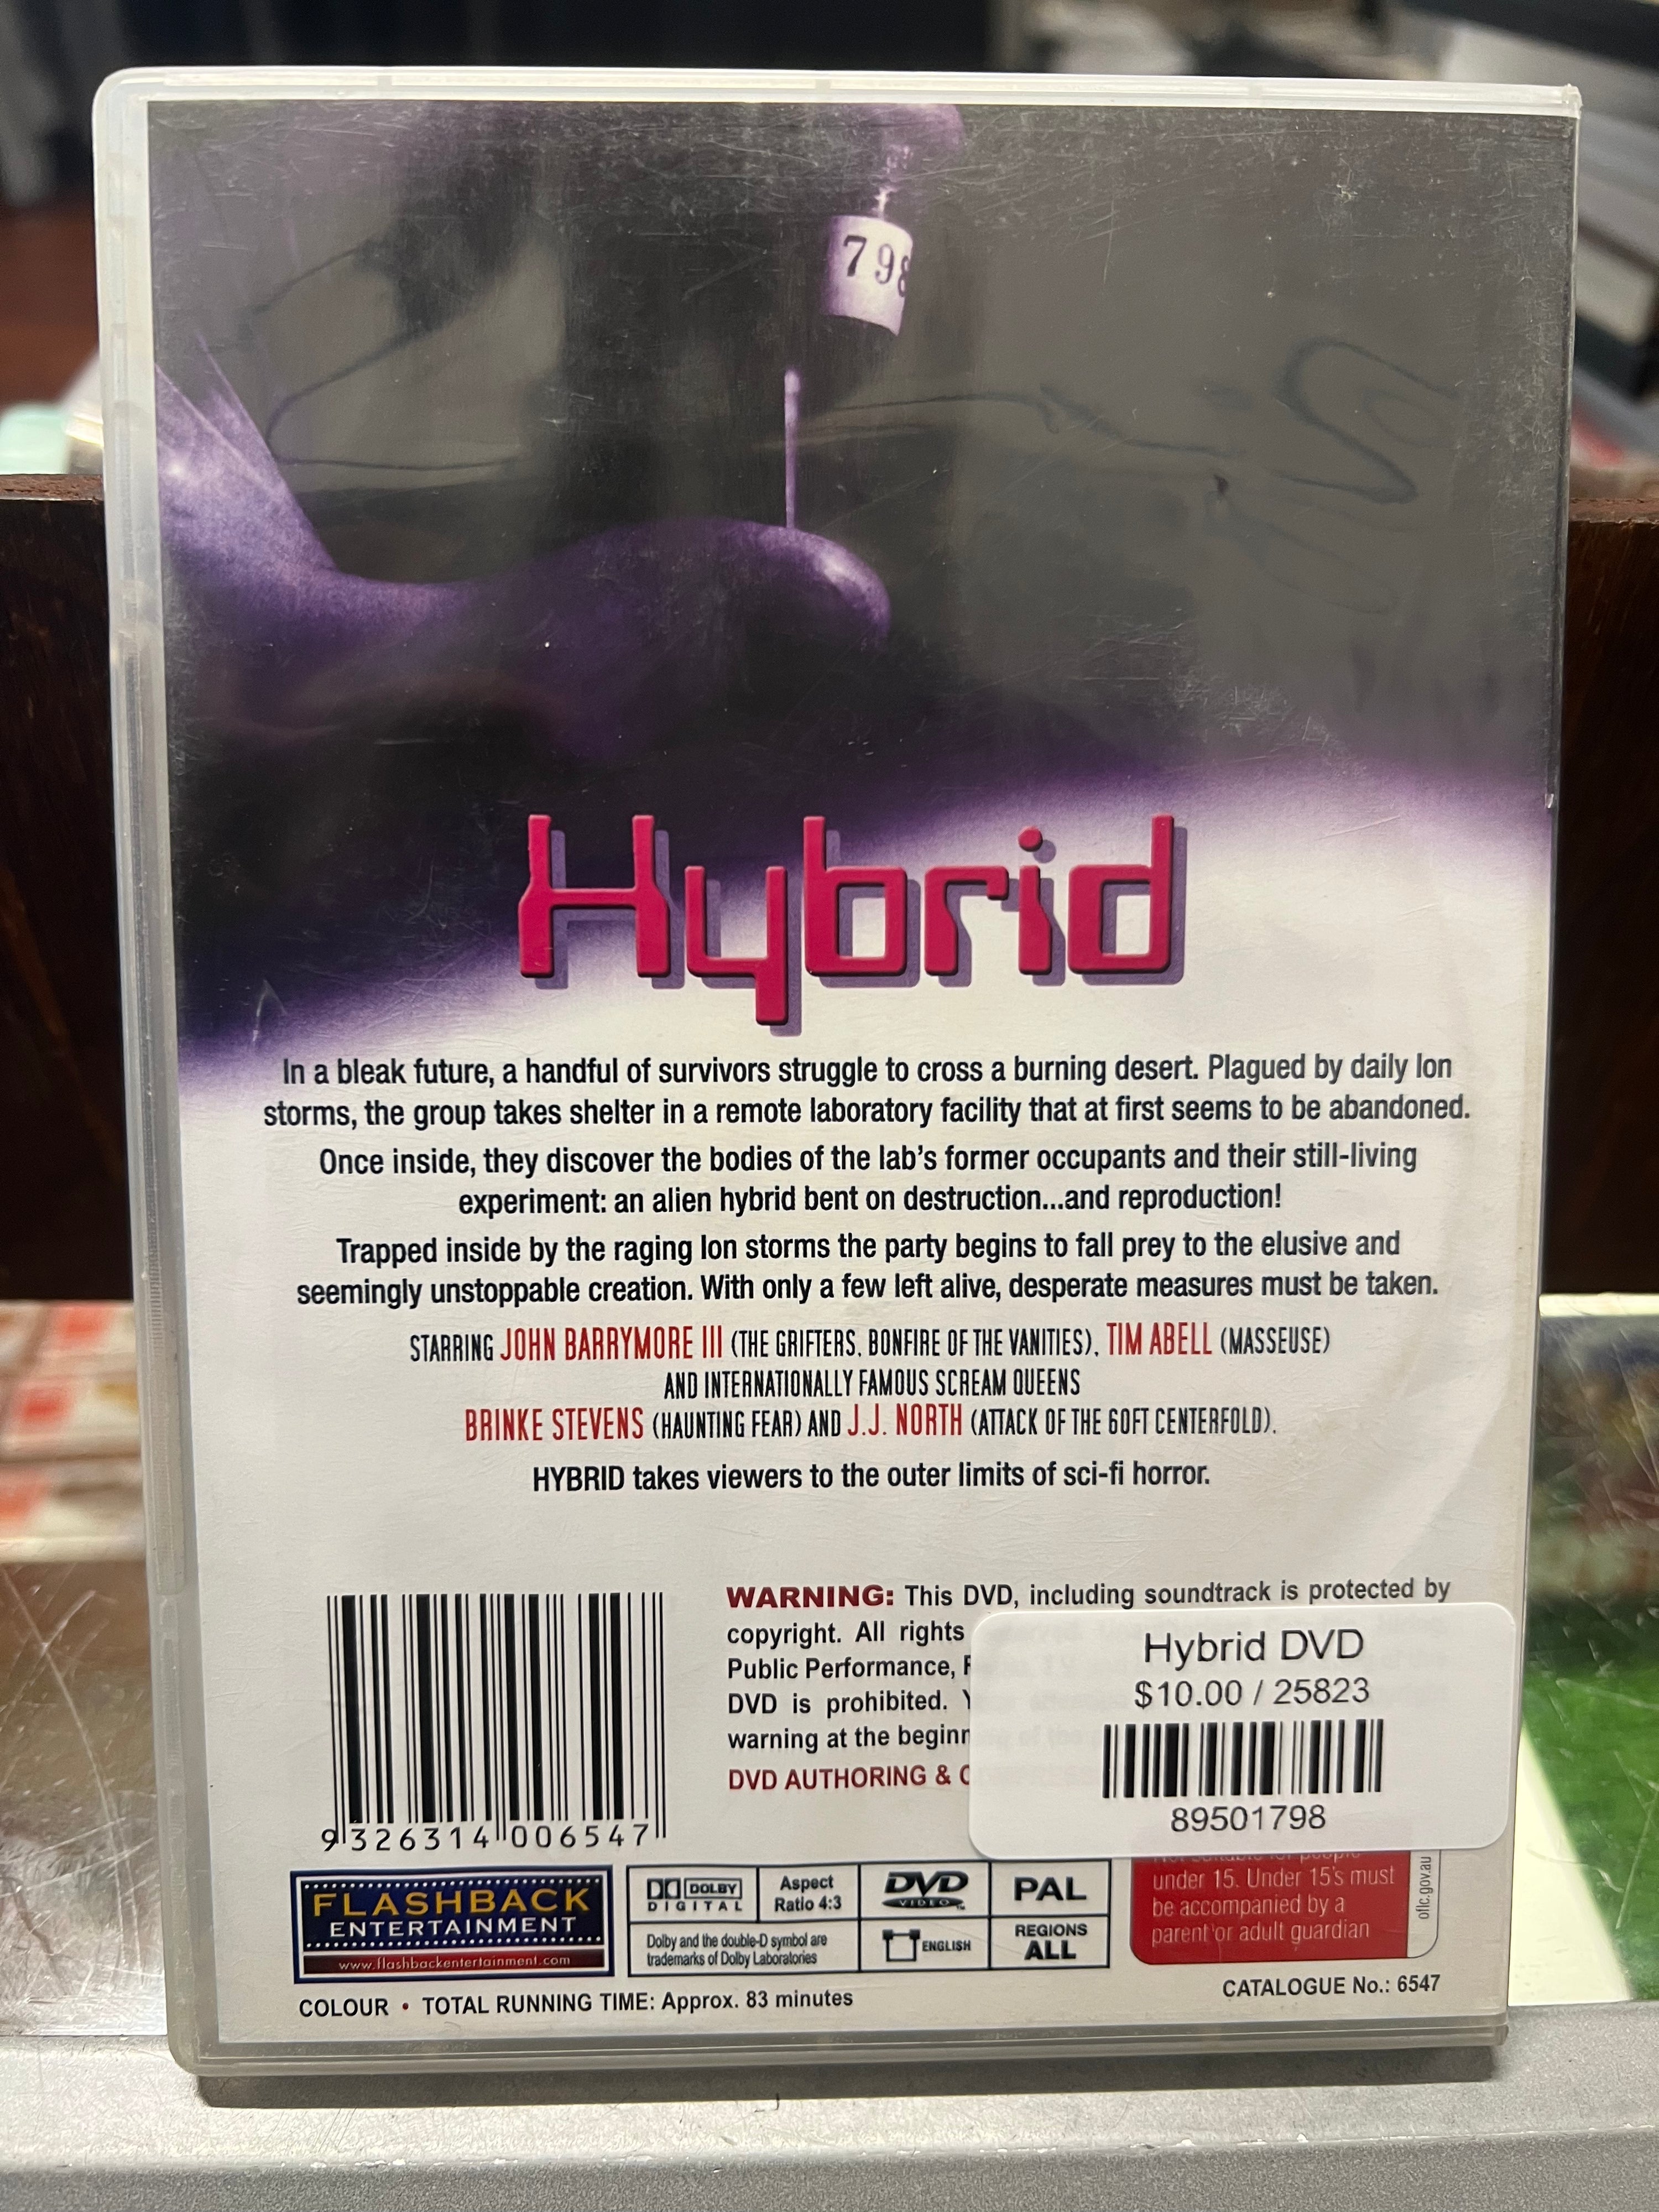 798
Hybrid
In a bleak future, a handful of survivors struggle to cross a burning desert. Plagued by daily Ion
storms, the group takes shelter in a remote laboratory facility that at first seems to be abandoned.
Once inside, they discover the bodies of the lab's former occupants and their still-living
experiment: an alien hybrid bent on destruction...and reproduction!
Trapped inside by the raging Ion storms the party begins to fall prey to the elusive and
seemingly unstoppable creation. With only a few left alive, desperate measures must be taken.
STARRING JOHN BARRYMORE III (THE GRIFTERS, BONFIRE OF THE VANITIES), TIM ABELL (MASSEUSE)
AND INTERNATIONALLY FAMOUS SCREAM QUEENS
BRINKE STEVENS (HAUNTING FEAR) AND J.J. NORTH (ATTACK OF THE 60FT CENTERFOLD).
HYBRID takes viewers to the outer limits of sci-fi horror.
WARNING: This DVD, including soundtrack is protected by
copyright. All rights
Public Performance,
DVD is prohibited.
warning at the
DVD AUTHORING &
Hybrid DVD
$10.00 / 25823
89501798
9 326314 006547
FLASHBACK
ENTERTAINMENT
www.flashbackentertainment.com
DOLBY
DIGITAL
Aspect
Ratio 4:3
Dolby and the double-D symbol are
trademarks of Dolby Laboratories
DVD
VIDEO
ENGLISH
PAL
REGIONS
ALL
under 15. Under 15's must
be accompanied by a
parent or adult guardian
oflc.gov.au
COLOUR • TOTAL RUNNING TIME: Approx. 83 minutes
CATALOGUE No.: 6547